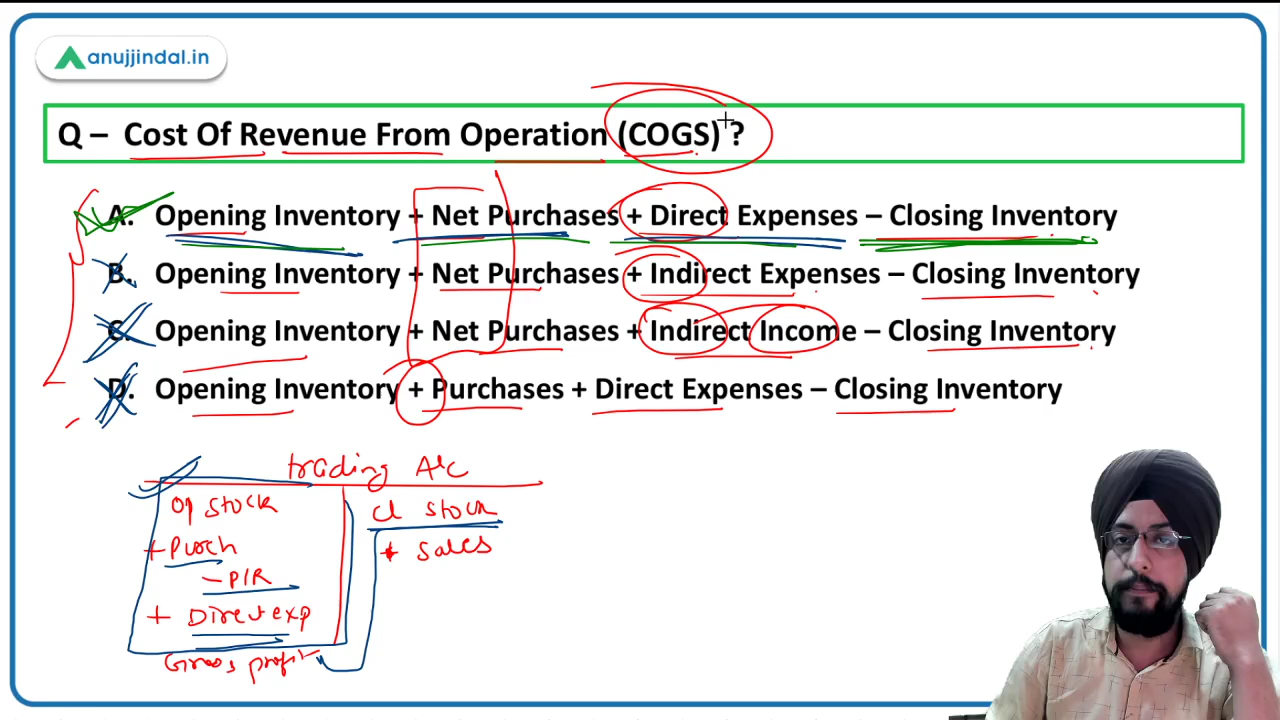 anujjindal.in
Q – Cost Of Revenue From Operation (COGS)?
A. Opening Inventory + Net Purchases + Direct Expenses – Closing Inventory
B. Opening Inventory + Net Purchases + Indirect Expenses – Closing Inventory
C. Opening Inventory + Net Purchases + Indirect Income – Closing Inventory
D. Opening Inventory + Purchases + Direct Expenses – Closing Inventory
trading A/c
Op stock
cl stock
+ Purch
+ sales
- P/R
+ Direct exp
Gross profit